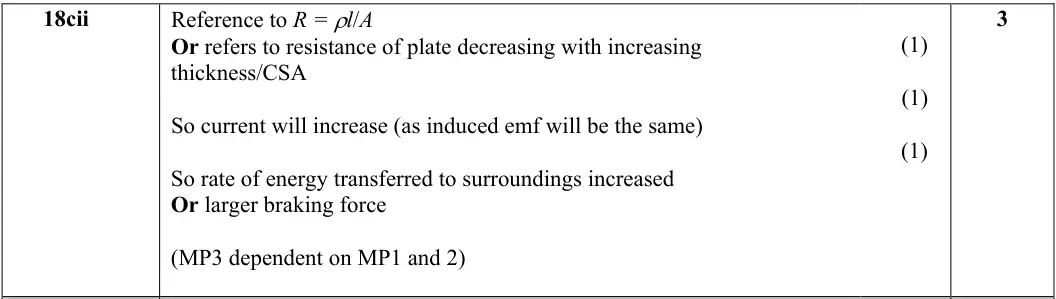 18cii
Reference to R = ρl/A
Or refers to resistance of plate decreasing with increasing
thickness/CSA
(1)
(1)
So current will increase (as induced emf will be the same)
(1)
So rate of energy transferred to surroundings increased
Or larger braking force
(MP3 dependent on MP1 and 2)
3